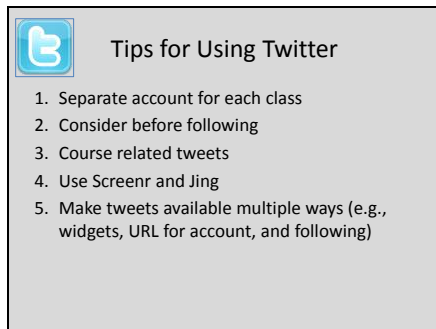 Tips for Using Twitter
1. Separate account for each class
2. Consider before following
3. Course related tweets
4. Use Screenr and Jing
5. Make tweets available multiple ways (e.g.,
widgets, URL for account, and following)